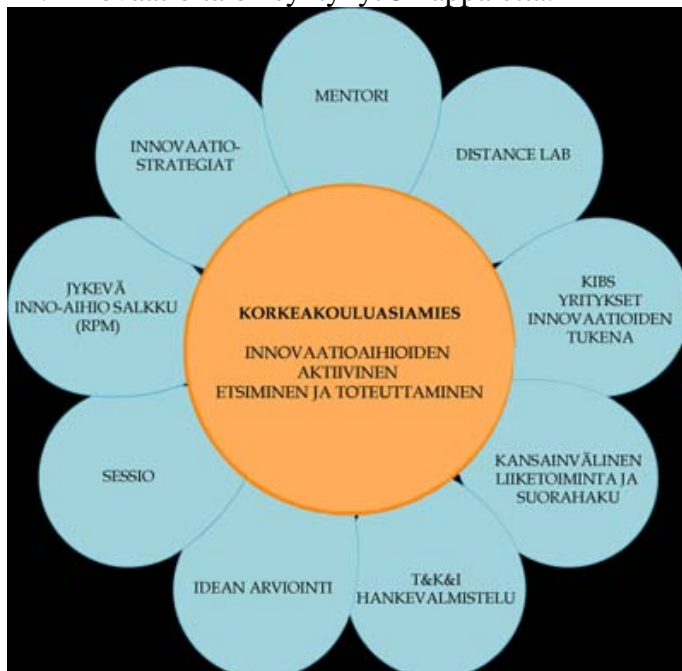 MENTORI
DISTANCE LAB
KIBS
YRITYKSET
INNOVAATIOIDEN
TUKENA
KANSAINVÄLINEN
LIIKETOIMINTA JA
SUORAHAKU
T&K&I
HANKEVALMISTELU
IDEAN ARVIOINTI
SESSIO
JYKEVÄ
INNO-AIHIO SALKKU
(RPM)
INNOVAATIO-
STRATEGIAT
KORKEAKOULUASIAMIES
INNOVAATIOAIHIOIDEN
AKTIIVINEN
ETSIMINEN JA TOTEUTTAMINEN